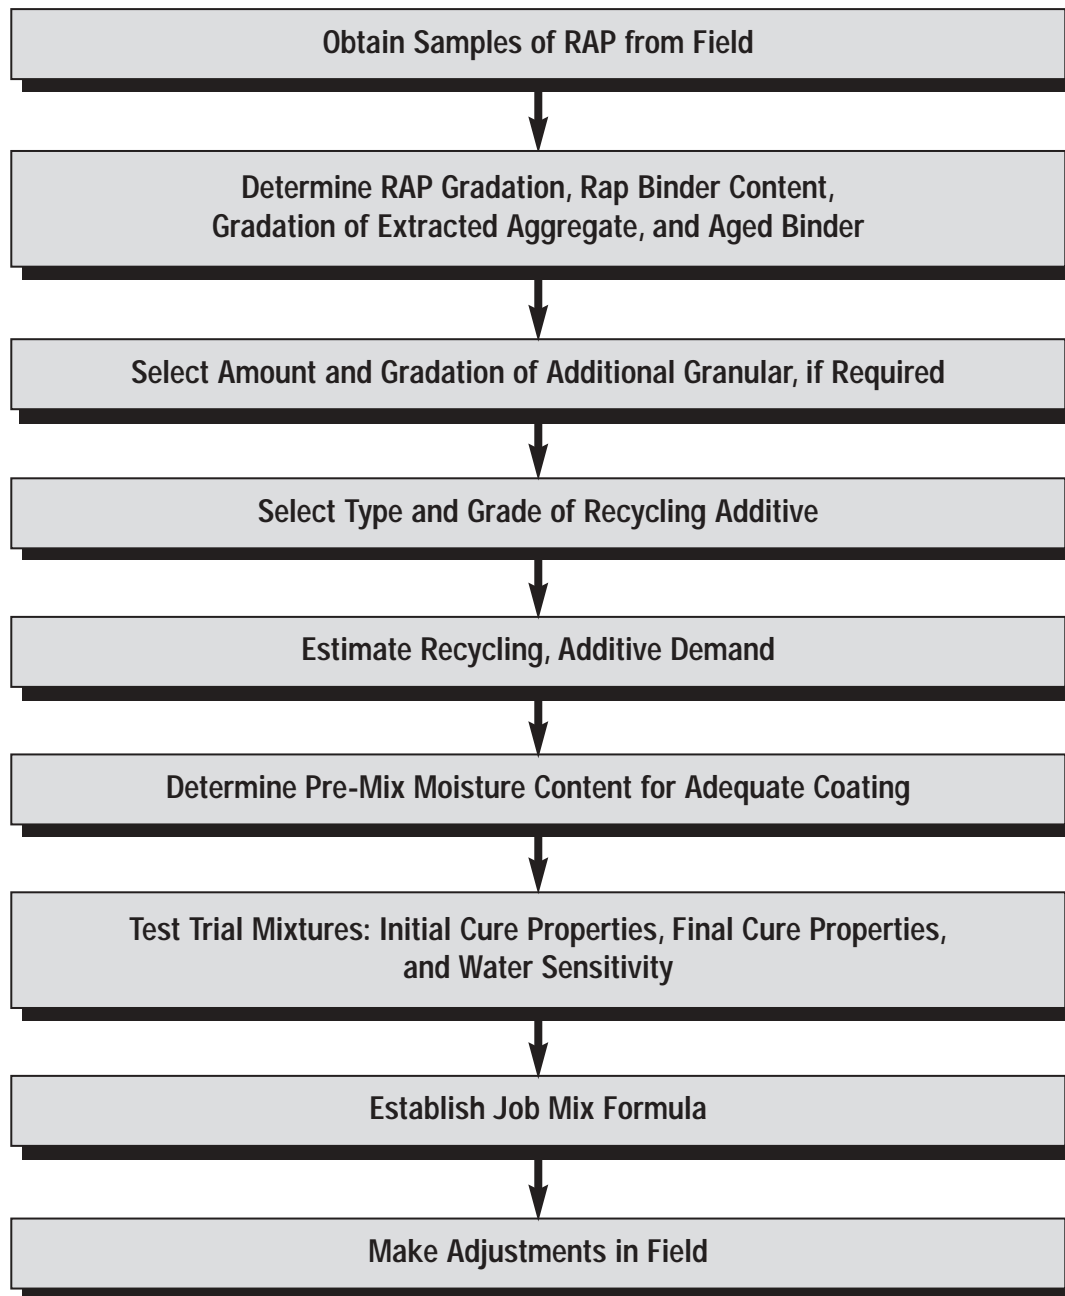 Obtain Samples of RAP from Field
Determine RAP Gradation, Rap Binder Content,
Gradation of Extracted Aggregate, and Aged Binder
Select Amount and Gradation of Additional Granular, if Required
Select Type and Grade of Recycling Additive
Estimate Recycling, Additive Demand
Determine Pre-Mix Moisture Content for Adequate Coating
Test Trial Mixtures: Initial Cure Properties, Final Cure Properties,
and Water Sensitivity
Establish Job Mix Formula
Make Adjustments in Field